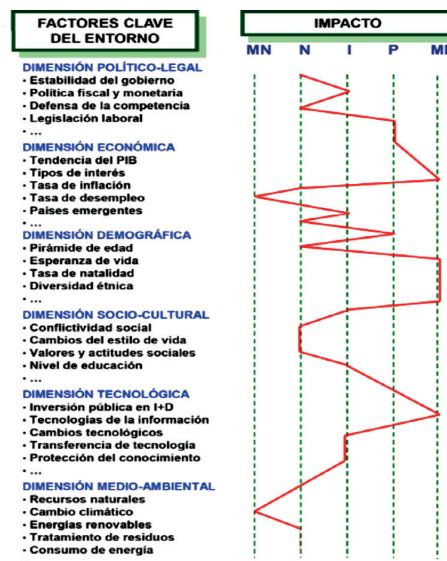 FACTORES CLAVE
DEL ENTORNO
IMPACTO
MN N I P M
DIMENSIÓN POLÍTICO-LEGAL
· Estabilidad del gobierno
· Política fiscal y monetaria
· Defensa de la competencia
· Legislación laboral
· ...
DIMENSIÓN ECONÓMICA
· Tendencia del PIB
· Tipos de interés
· Tasa de inflación
· Tasa de desempleo
· Países emergentes
· ...
DIMENSIÓN DEMOGRÁFICA
· Pirámide de edad
· Esperanza de vida
· Tasa de natalidad
· Diversidad étnica
· ...
DIMENSIÓN SOCIO-CULTURAL
· Conflictividad social
· Cambios del estilo de vida
· Valores y actitudes sociales
· Nivel de educación
· ...
DIMENSIÓN TECNOLÓGICA
· Inversión pública en I+D
· Tecnologías de la información
· Cambios tecnológicos
· Transferencia de tecnología
· Protección del conocimiento
· ...
DIMENSIÓN MEDIO-AMBIENTAL
· Recursos naturales
· Cambio climático
· Energías renovables
· Tratamiento de residuos
· Consumo de energía